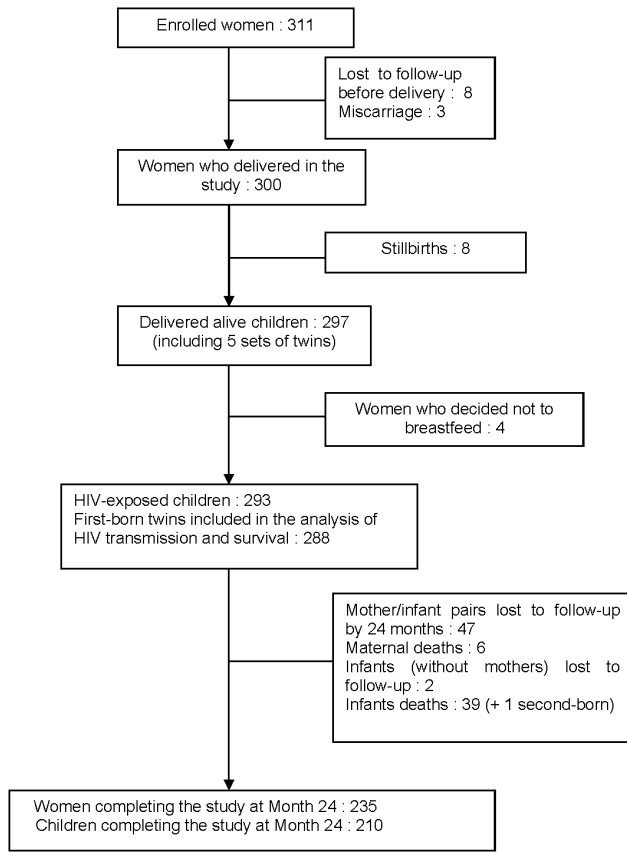 Enrolled women : 311
Lost to follow-up
before delivery : 8
Miscarriage : 3
Women who delivered in the
study : 300
Stillbirths : 8
Delivered alive children : 297
(including 5 sets of twins)
Women who decided not to
breastfeed : 4
HIV-exposed children : 293
First-born twins included in the analysis of
HIV transmission and survival : 288
Mother/infant pairs lost to follow-up
by 24 months : 47
Maternal deaths : 6
Infants (without mothers) lost to
follow-up : 2
Infants deaths : 39 (+ 1 second-born)
Women completing the study at Month 24 : 235
Children completing the study at Month 24 : 210